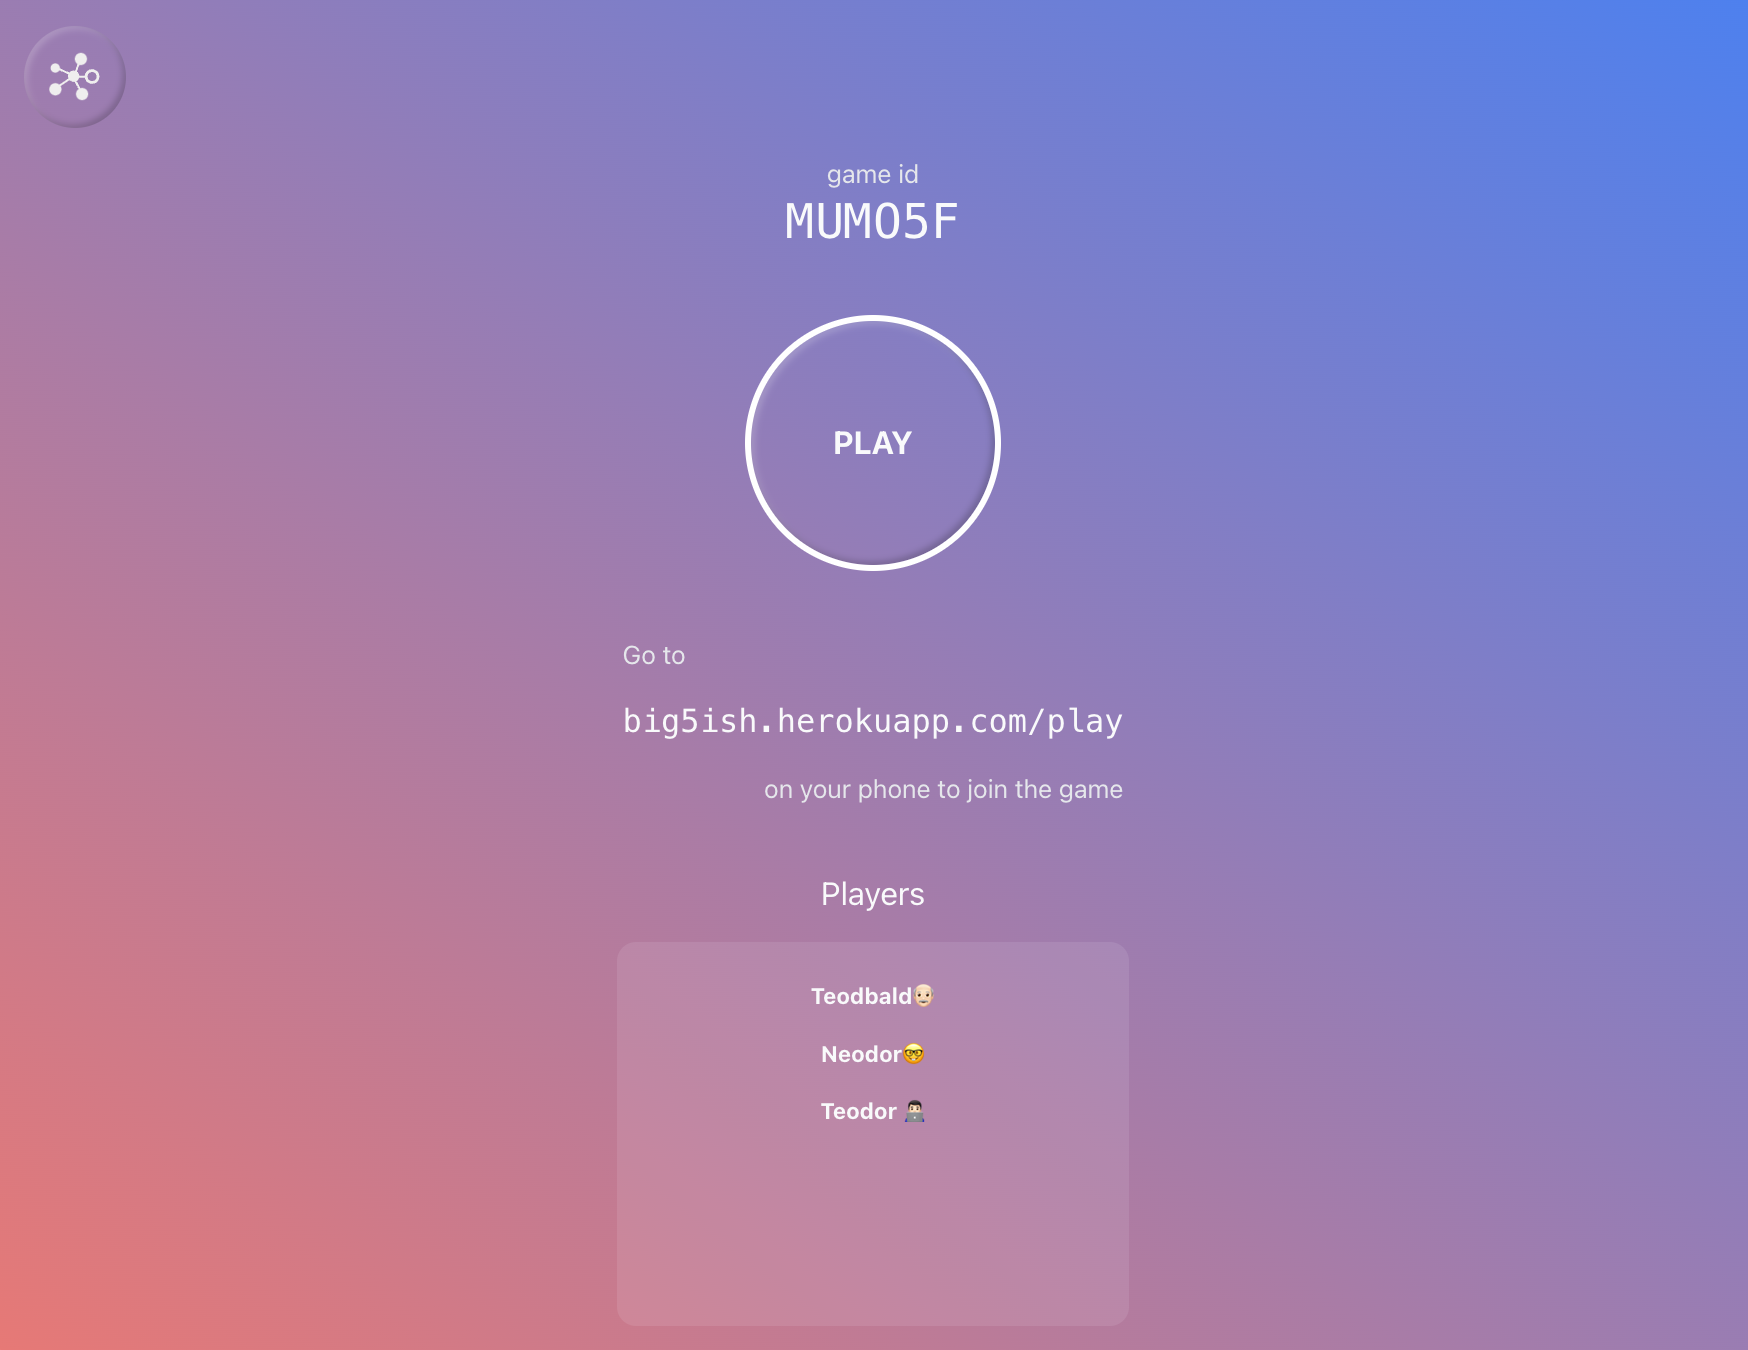 game id
MUMO5F
PLAY
Go to
big5ish.herokuapp.com/play
on your phone to join the game
Players
Teodbald👴🏻
Neodor🤓
Teodor 👨🏻‍💻